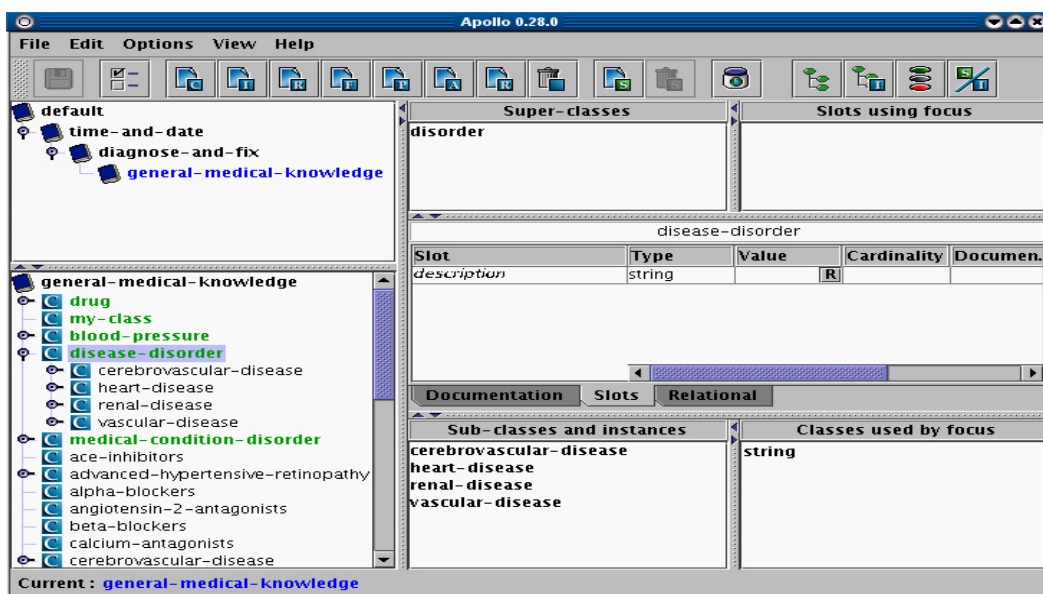 Apollo 0.28.0
File Edit Options View Help
C I R F P A R S S I
default
time-and-date
diagnose-and-fix
general-medical-knowledge
general-medical-knowledge
C drug
C my-class
C blood-pressure
C disease-disorder
C cerebrovascular-disease
C heart-disease
C renal-disease
C vascular-disease
C medical-condition-disorder
C ace-inhibitors
C advanced-hypertensive-retinopathy
C alpha-blockers
C angiotensin-2-antagonists
C beta-blockers
C calcium-antagonists
C cerebrovascular-disease
Super-classes
disorder
Slots using focus
disease-disorder
Slot Type Value Cardinality Documen.
description string R
Documentation Slots Relational
Sub-classes and instances
cerebrovascular-disease
heart-disease
renal-disease
vascular-disease
Classes used by focus
string
Current : general-medical-knowledge